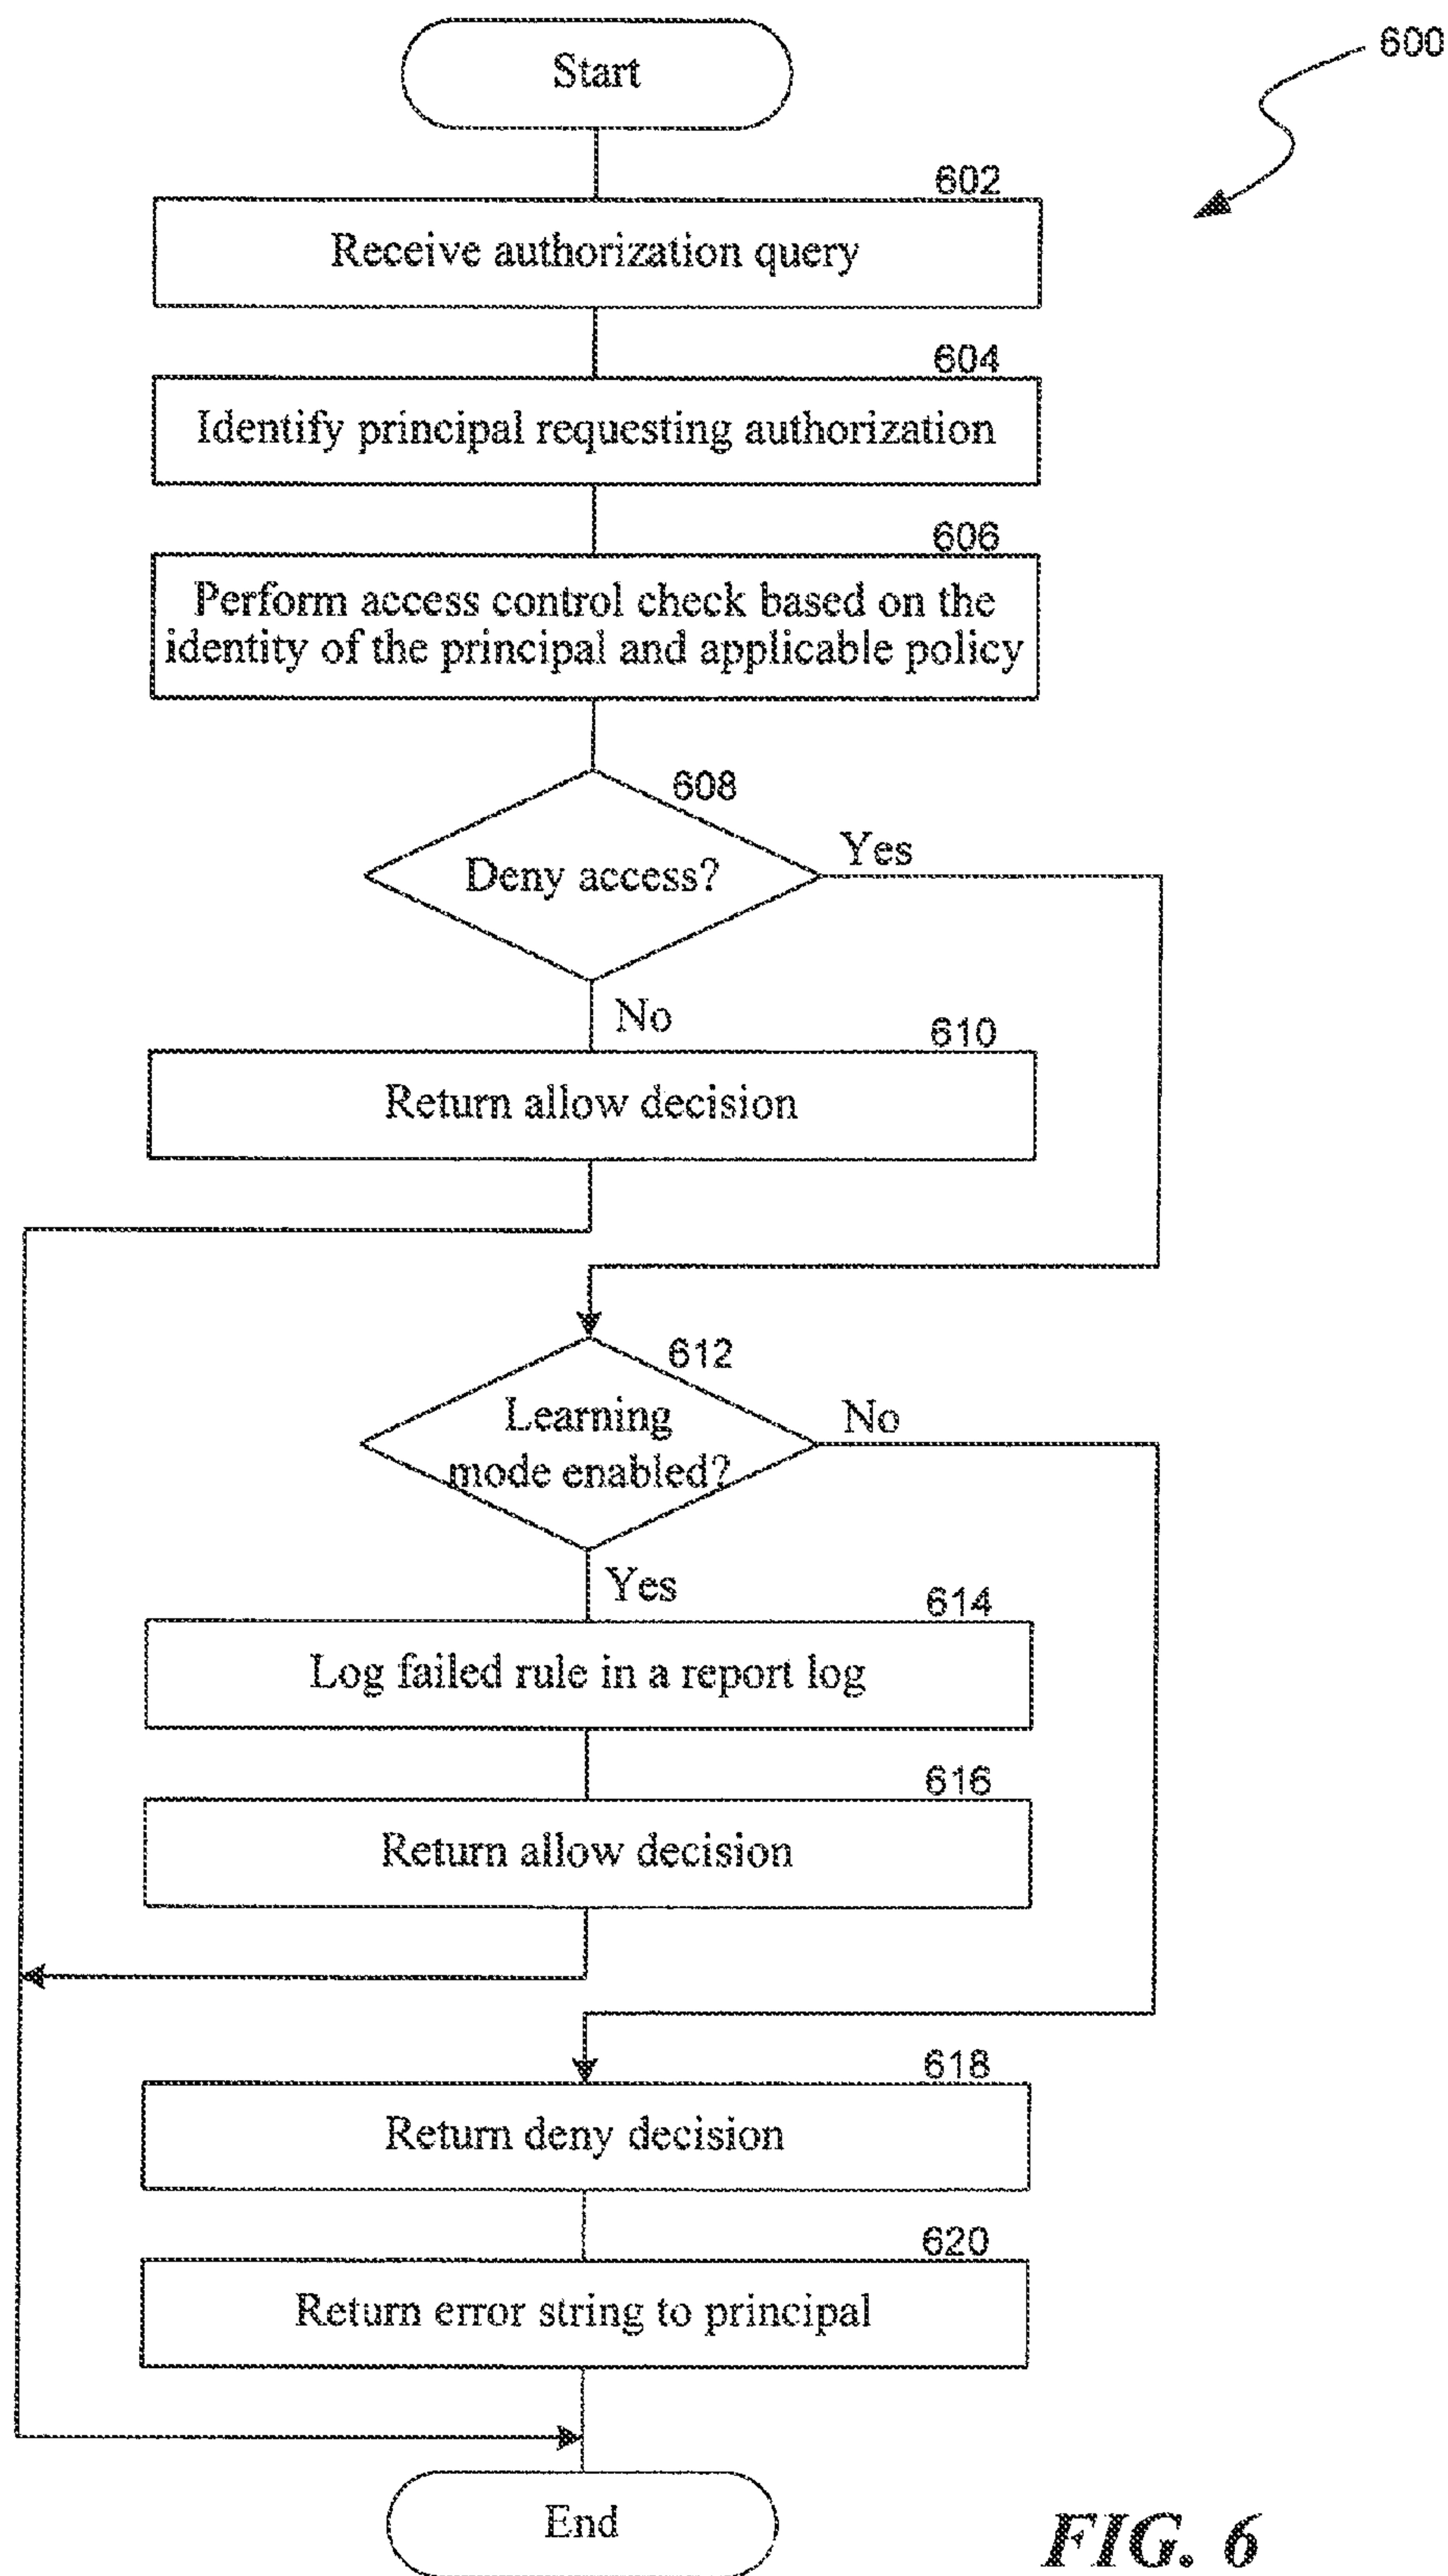 Start
600
602
Receive authorization query
604
Identify principal requesting authorization
606
Perform access control check based on the
identity of the principal and applicable policy
608
Deny access?
Yes
No
610
Return allow decision
612
Learning
mode enabled?
No
Yes
614
Log failed rule in a report log
616
Return allow decision
618
Return deny decision
620
Return error string to principal
End
FIG. 6